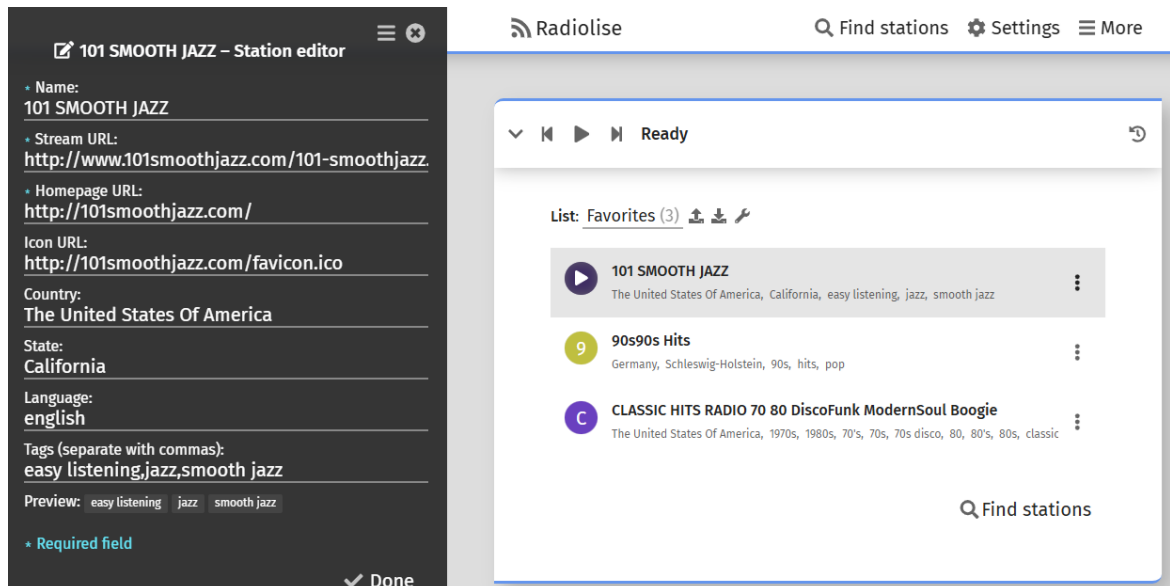 101 SMOOTH JAZZ – Station editor
* Name:
101 SMOOTH JAZZ
* Stream URL:
http://www.101smoothjazz.com/101-smoothjazz.
* Homepage URL:
http://101smoothjazz.com/
Icon URL:
http://101smoothjazz.com/favicon.ico
Country:
The United States Of America
State:
California
Language:
english
Tags (separate with commas):
easy listening,jazz,smooth jazz
Preview: easy listening jazz smooth jazz
* Required field
Done
Radiolise Find stations Settings More
Ready
List: Favorites (3)
101 SMOOTH JAZZ
The United States Of America, California, easy listening, jazz, smooth jazz
9
90s90s Hits
Germany, Schleswig-Holstein, 90s, hits, pop
C
CLASSIC HITS RADIO 70 80 DiscoFunk ModernSoul Boogie
The United States Of America, 1970s, 1980s, 70's, 70s, 70s disco, 80, 80's, 80s, classic
Find stations